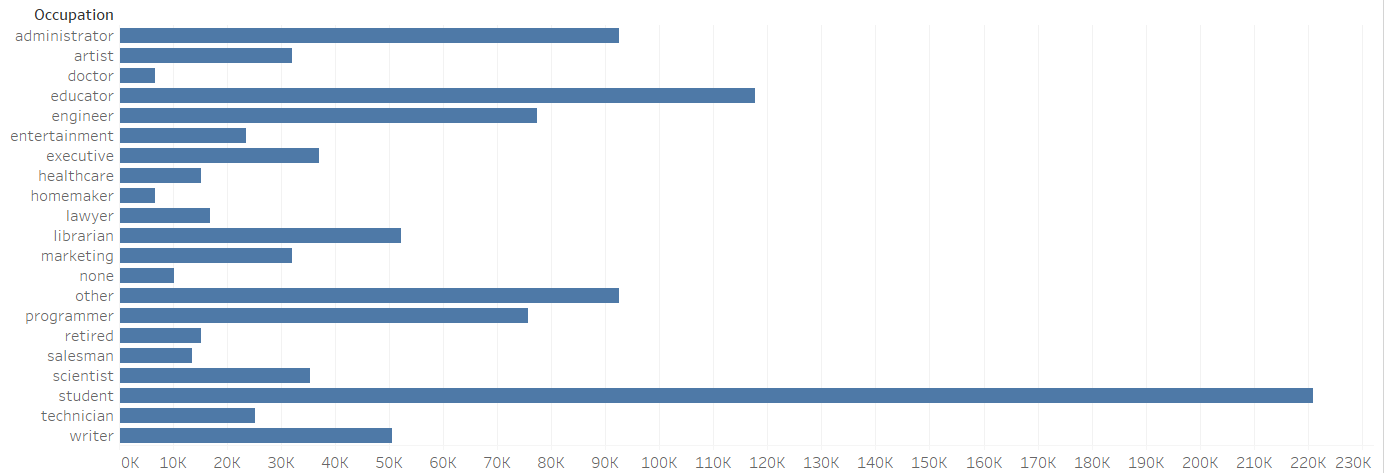 Occupation
administrator
artist
doctor
educator
engineer
entertainment
executive
healthcare
homemaker
lawyer
librarian
marketing
none
other
programmer
retired
salesman
scientist
student
technician
writer
0K 10K 20K 30K 40K 50K 60K 70K 80K 90K 100K 110K 120K 130K 140K 150K 160K 170K 180K 190K 200K 210K 220K 230K